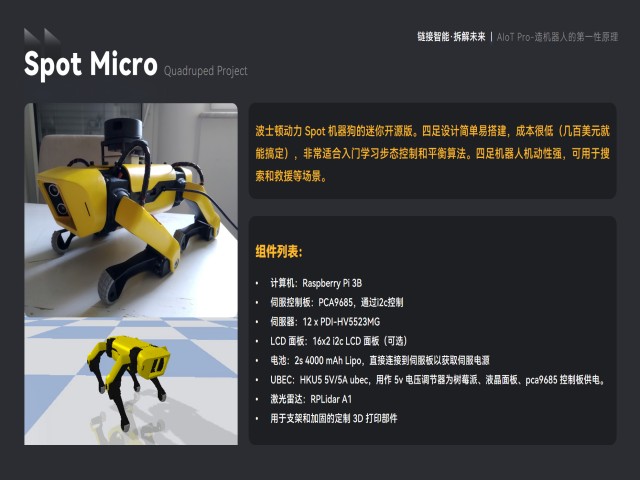 链接智能·拆解未来 | AIoT Pro-造机器人的第一性原理
Spot Micro Quadruped Project
波士顿动力 Spot 机器狗的迷你开源版。四足设计简单易搭建，成本很低（几百美元就
能搞定），非常适合入门学习步态控制和平衡算法。四足机器人机动性强，可用于搜
索和救援等场景。
组件列表：
• 计算机：Raspberry Pi 3B
• 伺服控制板：PCA9685，通过i2c控制
• 伺服器：12 x PDI-HV5523MG
• LCD 面板：16x2 i2c LCD 面板（可选）
• 电池：2s 4000 mAh Lipo，直接连接到伺服板以获取伺服电源
• UBEC：HKU5 5V/5A ubec，用作 5v 电压调节器为树莓派、液晶面板、pca9685 控制板供电。
• 激光雷达：RPLidar A1
• 用于支架和加固的定制 3D 打印部件